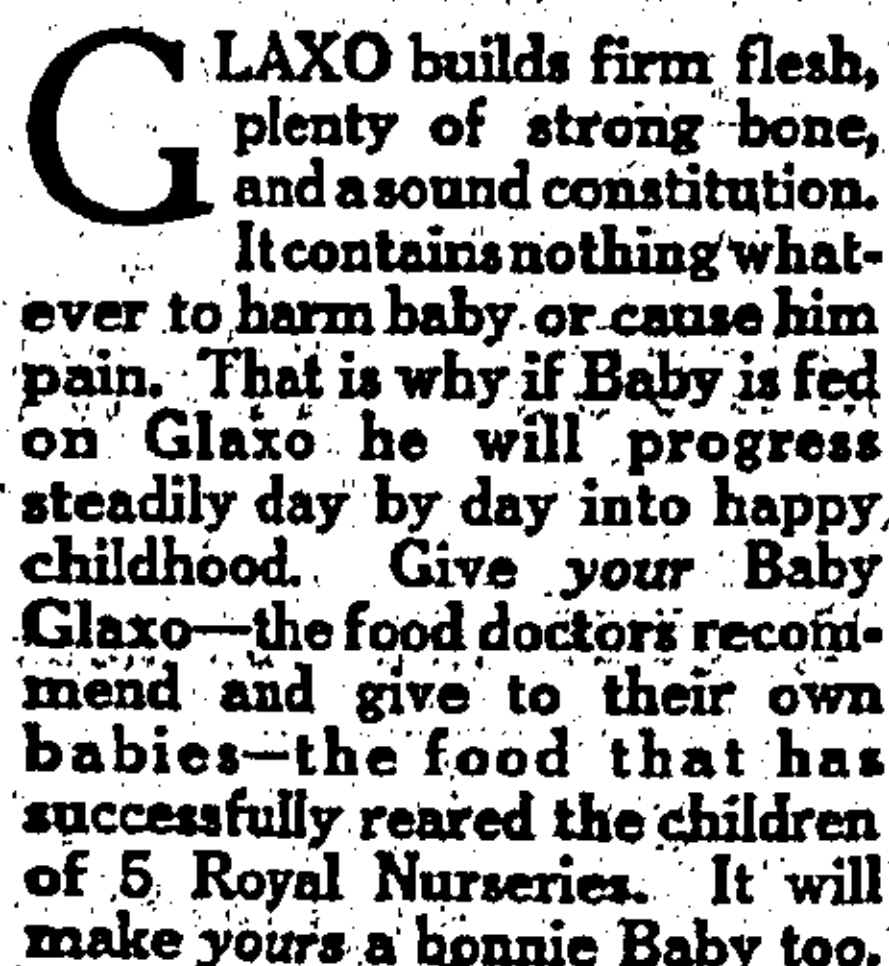 GLAXO builds firm flesh,
plenty of strong bone,
and a sound constitution.
It contains nothing what-
ever to harm baby or cause him
pain. That is why if Baby is fed
on Glaxo he will progress
steadily day by day into happy
childhood. Give your Baby
Glaxo—the food doctors recom-
mend and give to their own
babies—the food that has
successfully reared the children
of 5 Royal Nurseries. It will
make yours a bonnie Baby too.